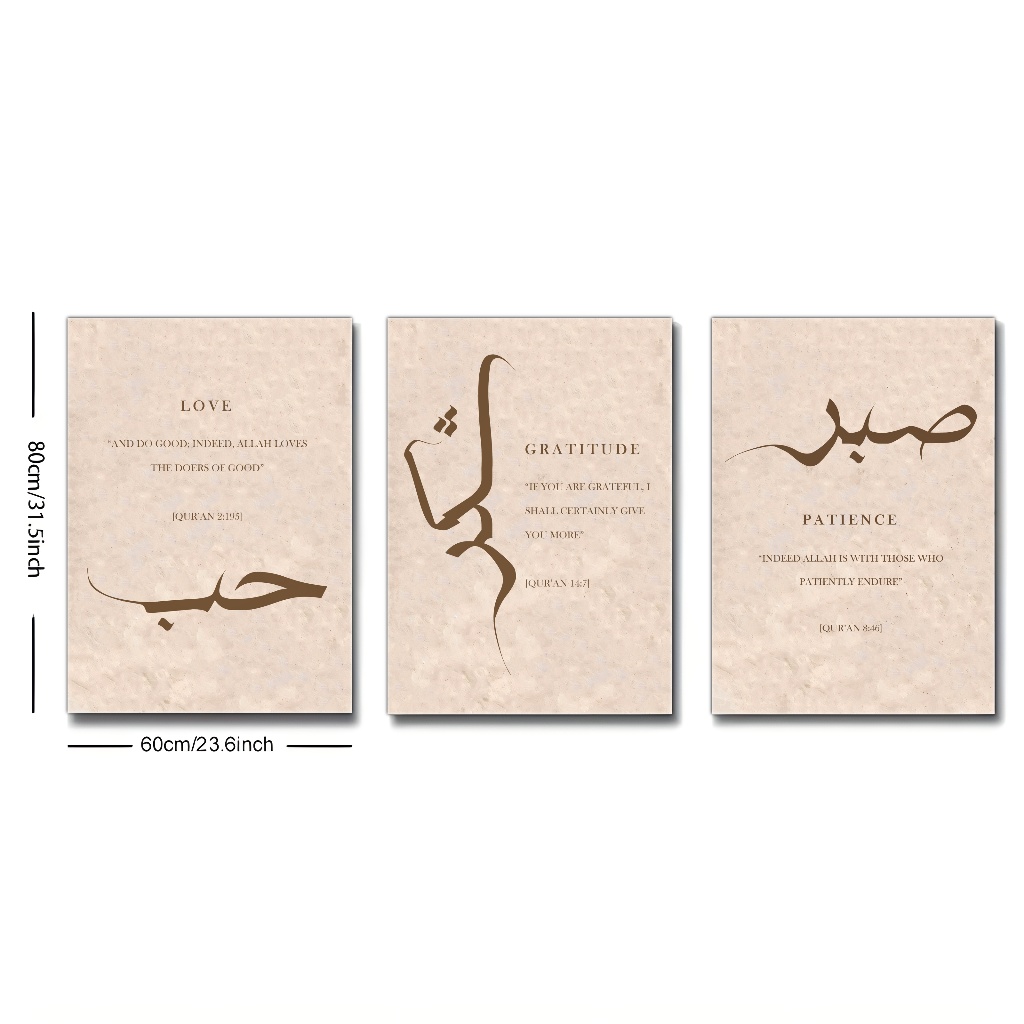 80cm/31.5inch
LOVE
“AND DO GOOD; INDEED, ALLAH LOVES
THE DOERS OF GOOD”
[QUR'AN 2:195]
حب
60cm/23.6inch
شكر
GRATITUDE
“IF YOU ARE GRATEFUL, I
SHALL CERTAINLY GIVE
YOU MORE”
[QUR'AN 14:7]
صبر
PATIENCE
“INDEED ALLAH IS WITH THOSE WHO
PATIENTLY ENDURE”
[QUR'AN 8:46]